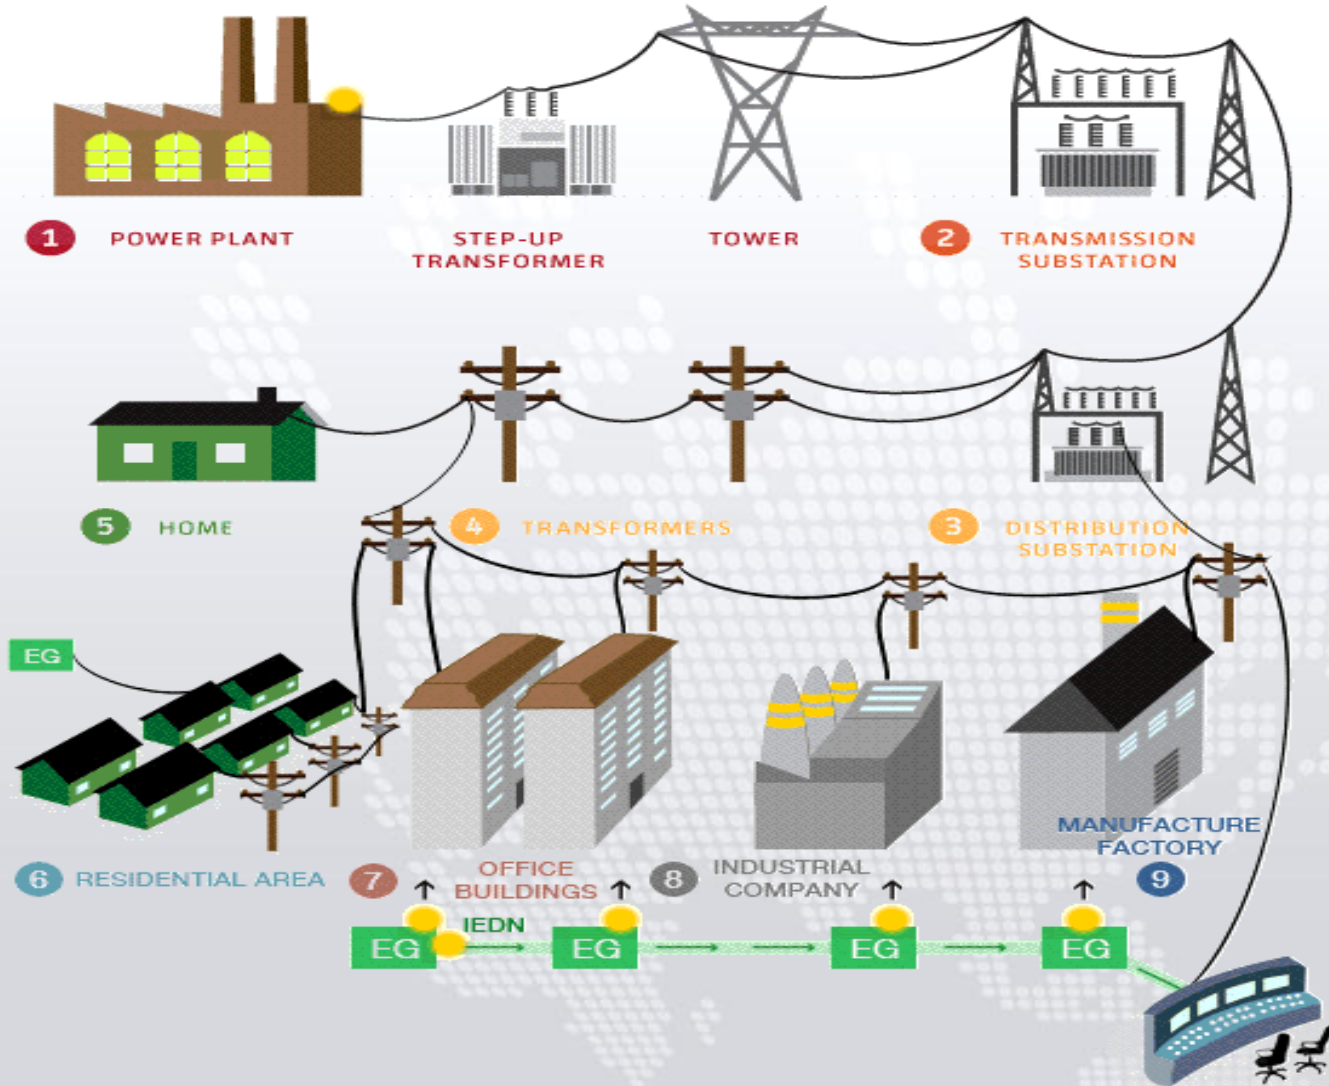 1 POWER PLANT
STEP-UP
TRANSFORMER
TOWER
2 TRANSMISSION
SUBSTATION
5 HOME
4 TRANSFORMERS
3 DISTRIBUTION
SUBSTATION
EG
6 RESIDENTIAL AREA
7 OFFICE
BUILDINGS
8 INDUSTRIAL
COMPANY
MANUFACTURE
FACTORY
9
IEDN
EG
EG
EG
EG